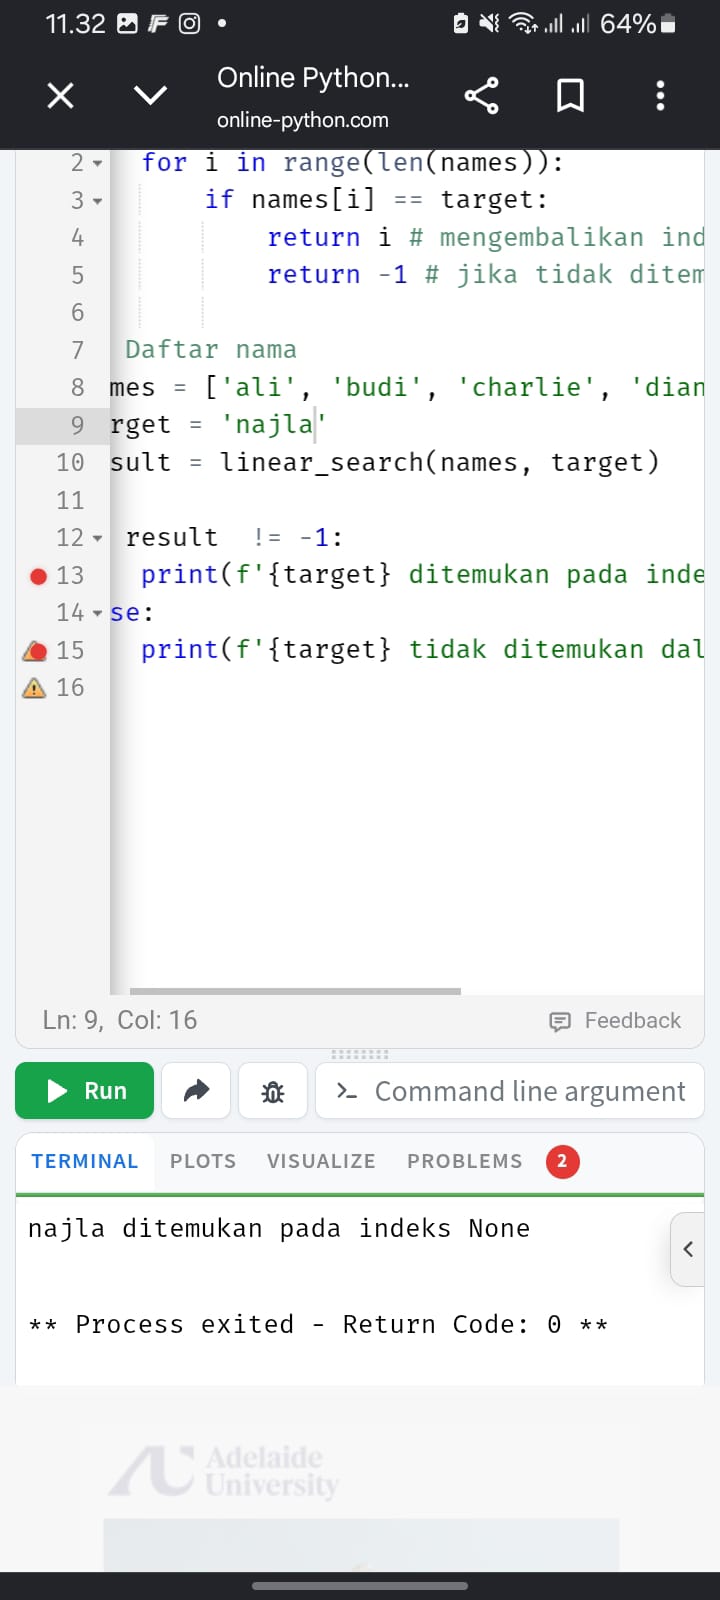 11.32
64%
Online Python...
online-python.com
2 for i in range(len(names)):
3 if names[i] == target:
4 return i # mengembalikan ind
5 return -1 # jika tidak ditem
6
7 Daftar nama
8 mes = ['ali', 'budi', 'charlie', 'dian
9 rget = 'najla'
10 sult = linear_search(names, target)
11
12 result != -1:
13 print(f'{target} ditemukan pada inde
14 se:
15 print(f'{target} tidak ditemukan dal
16
Ln: 9, Col: 16
Feedback
Run
Command line argument
TERMINAL PLOTS VISUALIZE PROBLEMS 2
najla ditemukan pada indeks None
** Process exited - Return Code: 0 **
Adelaide
University